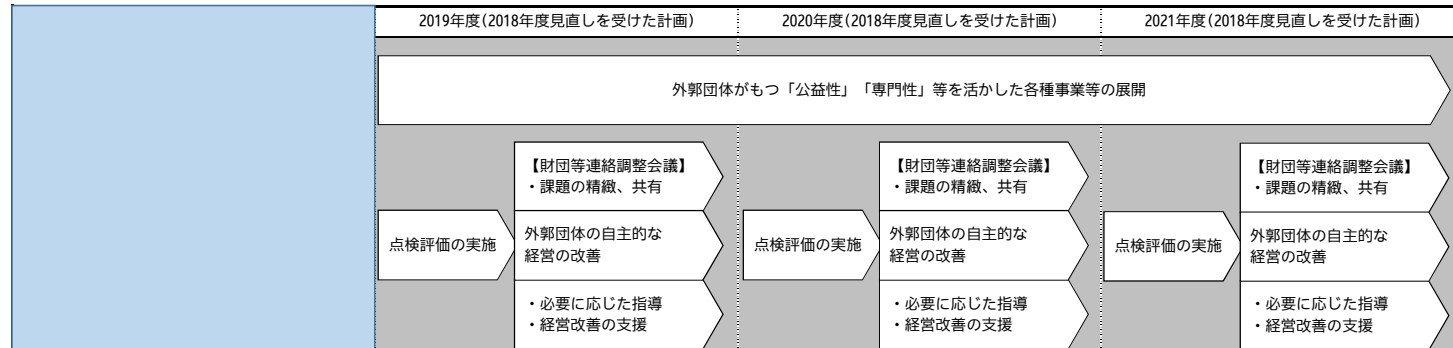 2019年度(2018年度見直しを受けた計画)
2020年度(2018年度見直しを受けた計画)
2021年度(2018年度見直しを受けた計画)
外郭団体がもつ「公益性」「専門性」等を活かした各種事業等の展開
点検評価の実施
【財団等連絡調整会議】
・課題の精緻、共有
外郭団体の自主的な
経営の改善
・必要に応じた指導
・経営改善の支援
点検評価の実施
【財団等連絡調整会議】
・課題の精緻、共有
外郭団体の自主的な
経営の改善
・必要に応じた指導
・経営改善の支援
点検評価の実施
【財団等連絡調整会議】
・課題の精緻、共有
外郭団体の自主的な
経営の改善
・必要に応じた指導
・経営改善の支援